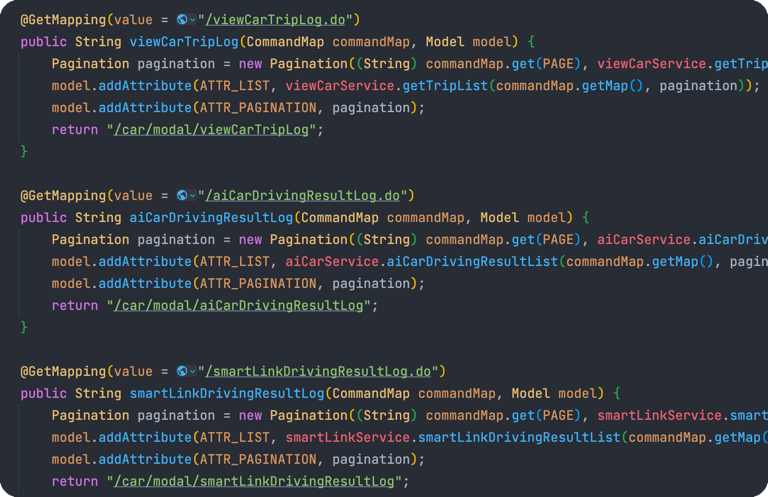 @GetMapping(value = "/viewCarTripLog.do")
public String viewCarTripLog(CommandMap commandMap, Model model) {
Pagination pagination = new Pagination((String) commandMap.get(PAGE), viewCarService.getTrip
model.addAttribute(ATTR_LIST, viewCarService.getTripList(commandMap.getMap(), pagination));
model.addAttribute(ATTR_PAGINATION, pagination);
return "/car/modal/viewCarTripLog";
}
@GetMapping(value = "/aiCarDrivingResultLog.do")
public String aiCarDrivingResultLog(CommandMap commandMap, Model model) {
Pagination pagination = new Pagination((String) commandMap.get(PAGE), aiCarService.aiCarDriv
model.addAttribute(ATTR_LIST, aiCarService.aiCarDrivingResultList(commandMap.getMap(), pagin
model.addAttribute(ATTR_PAGINATION, pagination);
return "/car/modal/aiCarDrivingResultLog";
}
@GetMapping(value = "/smartLinkDrivingResultLog.do")
public String smartLinkDrivingResultLog(CommandMap commandMap, Model model) {
Pagination pagination = new Pagination((String) commandMap.get(PAGE), smartLinkService.smart
model.addAttribute(ATTR_LIST, smartLinkService.smartLinkDrivingResultList(commandMap.getMap(
model.addAttribute(ATTR_PAGINATION, pagination);
return "/car/modal/smartLinkDrivingResultLog";